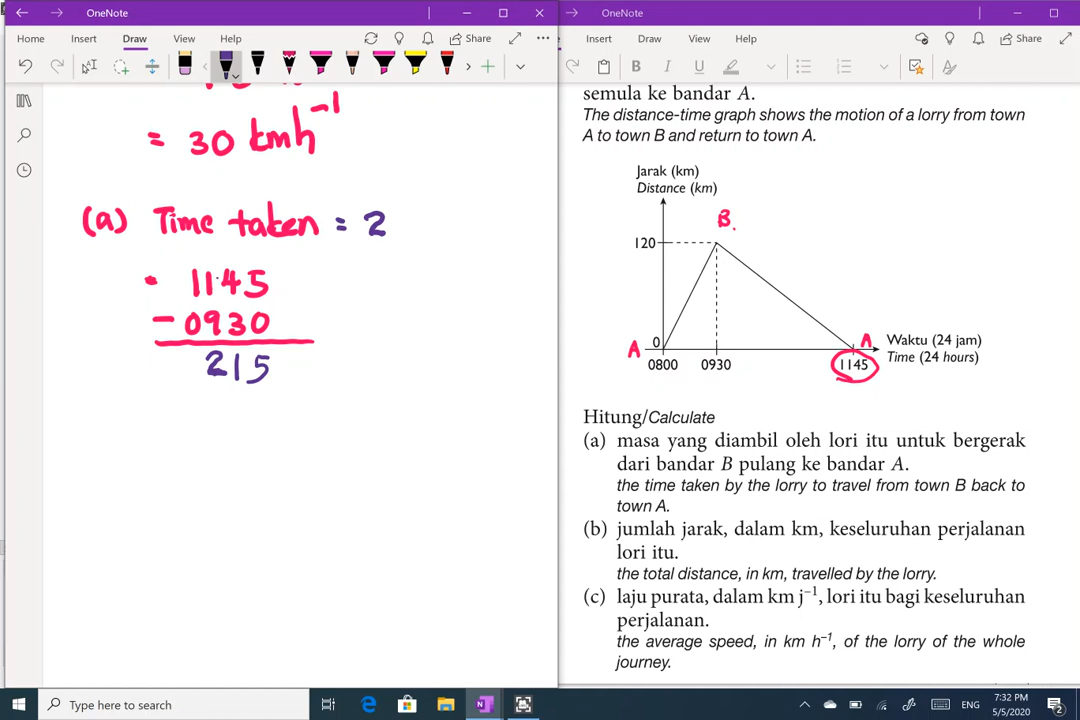 OneNote
Home Insert Draw View Help Share
= 30 kmh⁻¹
(a) Time taken = 2
1145
- 0930
215
OneNote
Insert Draw View Help Share
semula ke bandar A.
The distance-time graph shows the motion of a lorry from town
A to town B and return to town A.
Jarak (km)
Distance (km)
B.
120
A
0
A
Waktu (24 jam)
Time (24 hours)
0800 0930 1145
Hitung/Calculate
(a) masa yang diambil oleh lori itu untuk bergerak
dari bandar B pulang ke bandar A.
the time taken by the lorry to travel from town B back to
town A.
(b) jumlah jarak, dalam km, keseluruhan perjalanan
lori itu.
the total distance, in km, travelled by the lorry.
(c) laju purata, dalam km j⁻¹, lori itu bagi keseluruhan
perjalanan.
the average speed, in km h⁻¹, of the lorry of the whole
journey.
Type here to search
ENG
7:32 PM
5/5/2020
2